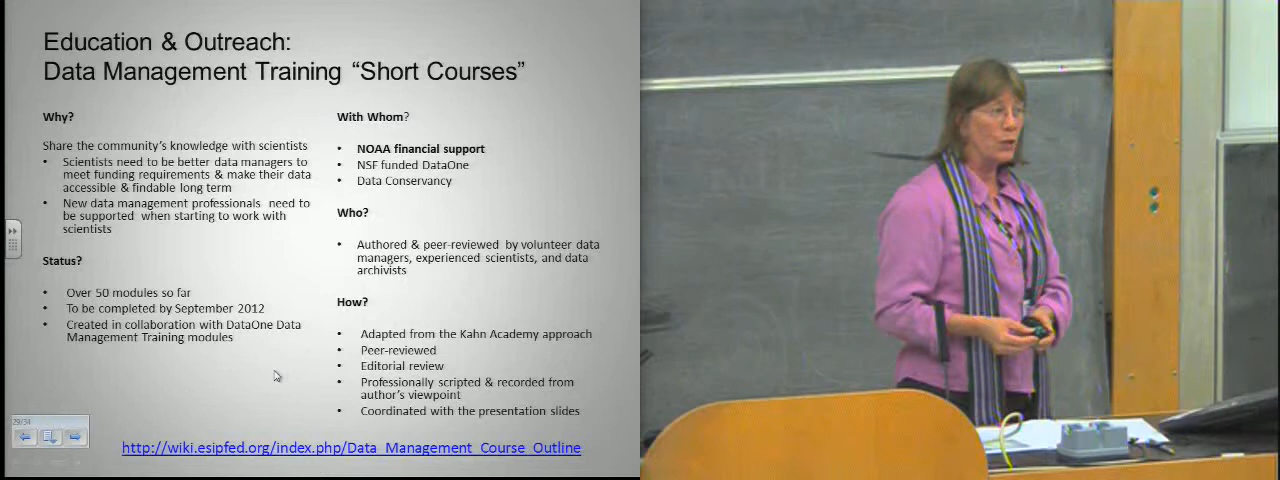 Education & Outreach:
Data Management Training “Short Courses”
Why?
Share the community’s knowledge with scientists
• Scientists need to be better data managers to
meet funding requirements & make their data
accessible & findable long term
• New data management professionals need to
be supported when starting to work with
scientists
Status?
• Over 50 modules so far
• To be completed by September 2012
• Created in collaboration with DataOne Data
Management Training modules
With Whom?
• NOAA financial support
• NSF funded DataOne
• Data Conservancy
Who?
• Authored & peer-reviewed by volunteer data
managers, experienced scientists, and data
archivists
How?
• Adapted from the Kahn Academy approach
• Peer-reviewed
• Editorial review
• Professionally scripted & recorded from
author’s viewpoint
• Coordinated with the presentation slides
29/31
http://wiki.esipfed.org/index.php/Data_Management_Course_Outline